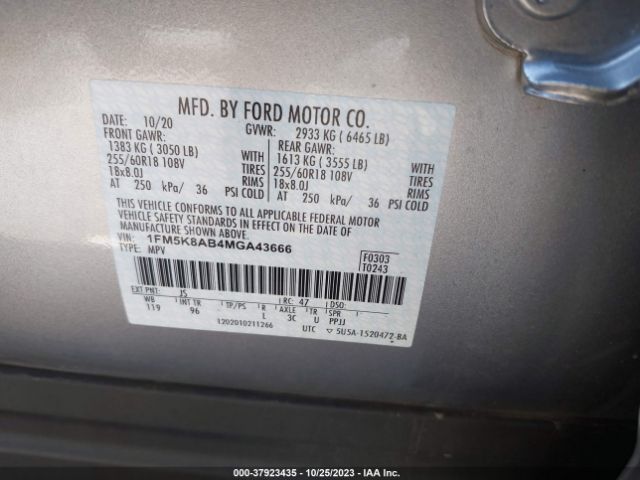 MFD. BY FORD MOTOR CO.
DATE: 10/20 GVWR: 2933 KG ( 6465 LB)
FRONT GAWR: REAR GAWR:
1383 KG ( 3050 LB) WITH 1613 KG ( 3555 LB) WITH
255/60R18 108V TIRES 255/60R18 108V TIRES
18x8.0J RIMS 18x8.0J RIMS
AT 250 kPa/ 36 PSI COLD AT 250 kPa/ 36 PSI COLD
THIS VEHICLE CONFORMS TO ALL APPLICABLE FEDERAL MOTOR
VEHICLE SAFETY STANDARDS IN EFFECT ON THE DATE OF
MANUFACTURE SHOWN ABOVE.
VIN: 1FM5K8AB4MGA43666 F0303
TYPE: MPV T0243
EXT PNT: JS RC: 47 DSO:
WB INT TR TP/PS R AXLE TR SPR
119 96 L 3C U PPJJ
1202010211266 UTC ▽ 5U5A-1520472-BA
000-37923435 - 10/25/2023 - IAA Inc.